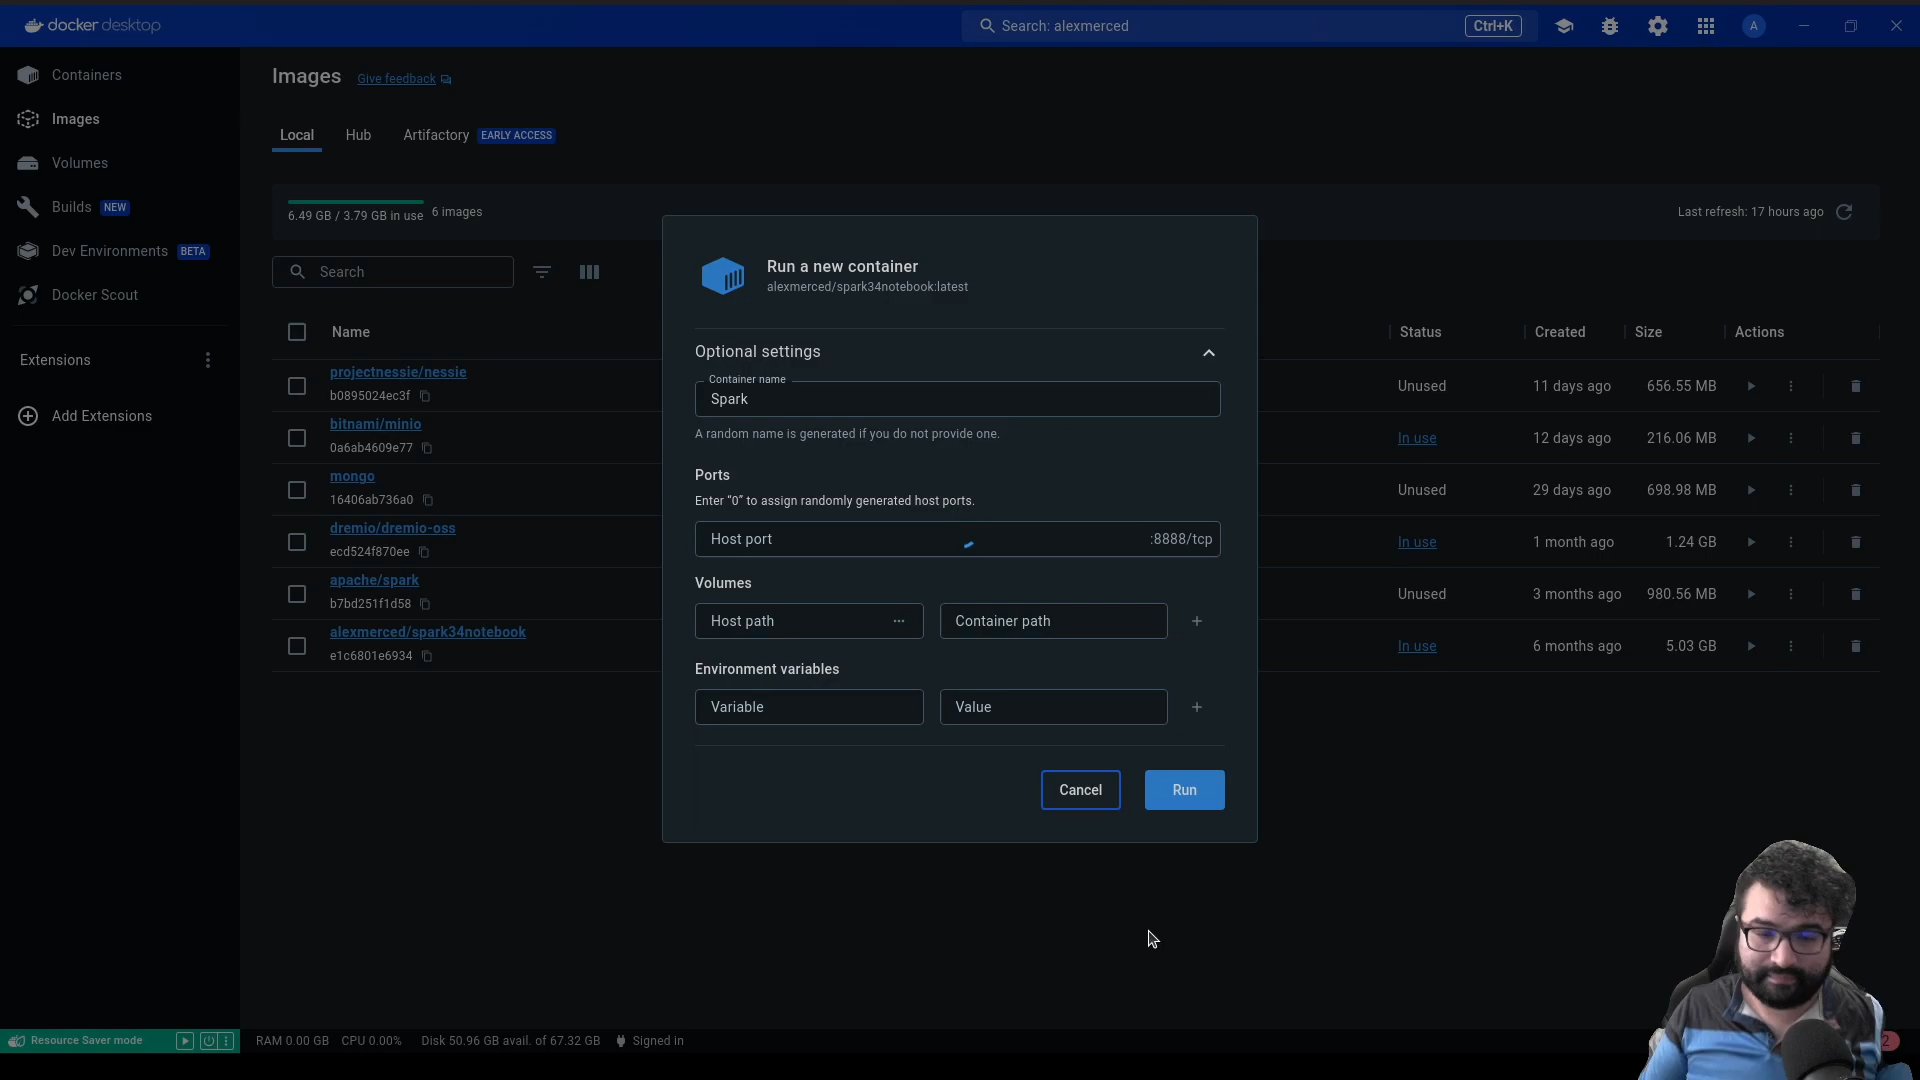 docker desktop
Search: alexmerced
Ctrl+K
A
Containers
Images
Volumes
Builds NEW
Dev Environments BETA
Docker Scout
Extensions
Add Extensions
Images
Give feedback
Local
Hub
Artifactory EARLY ACCESS
6.49 GB / 3.79 GB in use
6 images
Last refresh: 17 hours ago
Search
Name
Status
Created
Size
Actions
projectnessie/nessie
b0895024ec3f
Unused
11 days ago
656.55 MB
bitnami/minio
0a6ab4609e77
In use
12 days ago
216.06 MB
mongo
16406ab736a0
Unused
29 days ago
698.98 MB
dremio/dremio-oss
ecd524f870ee
In use
1 month ago
1.24 GB
apache/spark
b7bd251f1d58
Unused
3 months ago
980.56 MB
alexmerced/spark34notebook
e1c6801e6934
In use
6 months ago
5.03 GB
Run a new container
alexmerced/spark34notebook:latest
Optional settings
Container name
Spark
A random name is generated if you do not provide one.
Ports
Enter “0” to assign randomly generated host ports.
Host port
:8888/tcp
Volumes
Host path
Container path
Environment variables
Variable
Value
Cancel
Run
Resource Saver mode
RAM 0.00 GB
CPU 0.00%
Disk 50.96 GB avail. of 67.32 GB
Signed in
2